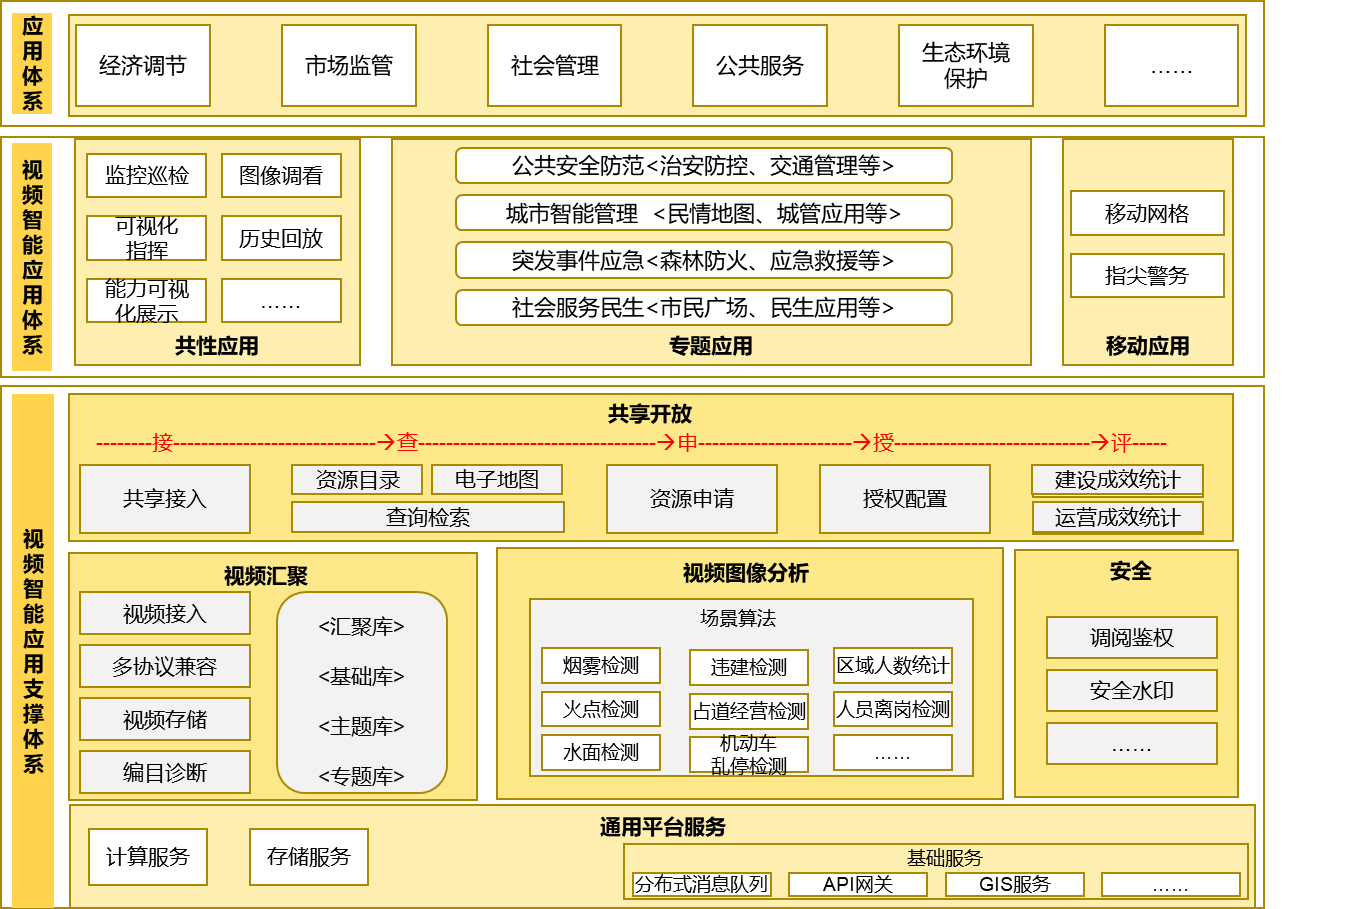 应用体系
经济调节
市场监管
社会管理
公共服务
生态环境
保护
……
视频智能应用体系
监控巡检
图像调看
可视化
指挥
历史回放
能力可视
化展示
……
共性应用
公共安全防范<治安防控、交通管理等>
城市智能管理 <民情地图、城管应用等>
突发事件应急<森林防火、应急救援等>
社会服务民生<市民广场、民生应用等>
专题应用
移动网格
指尖警务
移动应用
视频智能应用支撑体系
共享开放
--------接-----------------------------→查----------------------------------→申----------------------→授----------------------------→评-----
共享接入
资源目录
电子地图
查询检索
资源申请
授权配置
建设成效统计
运营成效统计
视频汇聚
视频接入
多协议兼容
视频存储
编目诊断
<汇聚库>
<基础库>
<主题库>
<专题库>
视频图像分析
场景算法
烟雾检测
违建检测
区域人数统计
火点检测
占道经营检测
人员离岗检测
水面检测
机动车
乱停检测
……
安全
调阅鉴权
安全水印
……
通用平台服务
计算服务
存储服务
基础服务
分布式消息队列
API网关
GIS服务
……